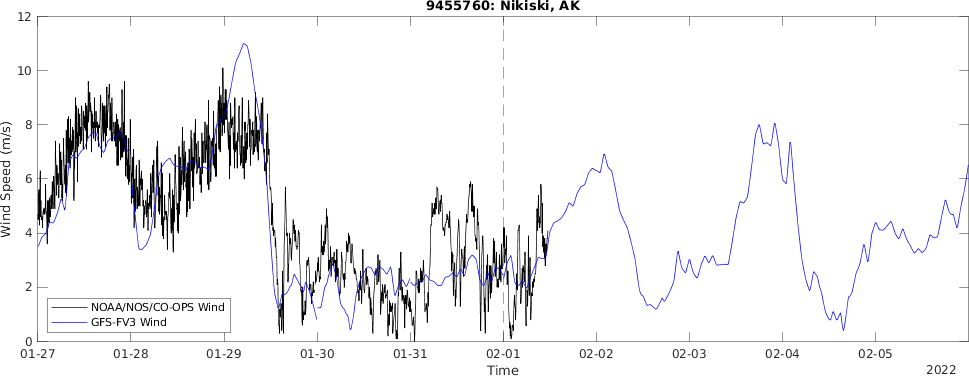 9455760: Nikiski, AK
12
10
8
6
4
2
0
Wind Speed (m/s)
NOAA/NOS/CO-OPS Wind
GFS-FV3 Wind
01-27 01-28 01-29 01-30 01-31 02-01 02-02 02-03 02-04 02-05
Time
2022